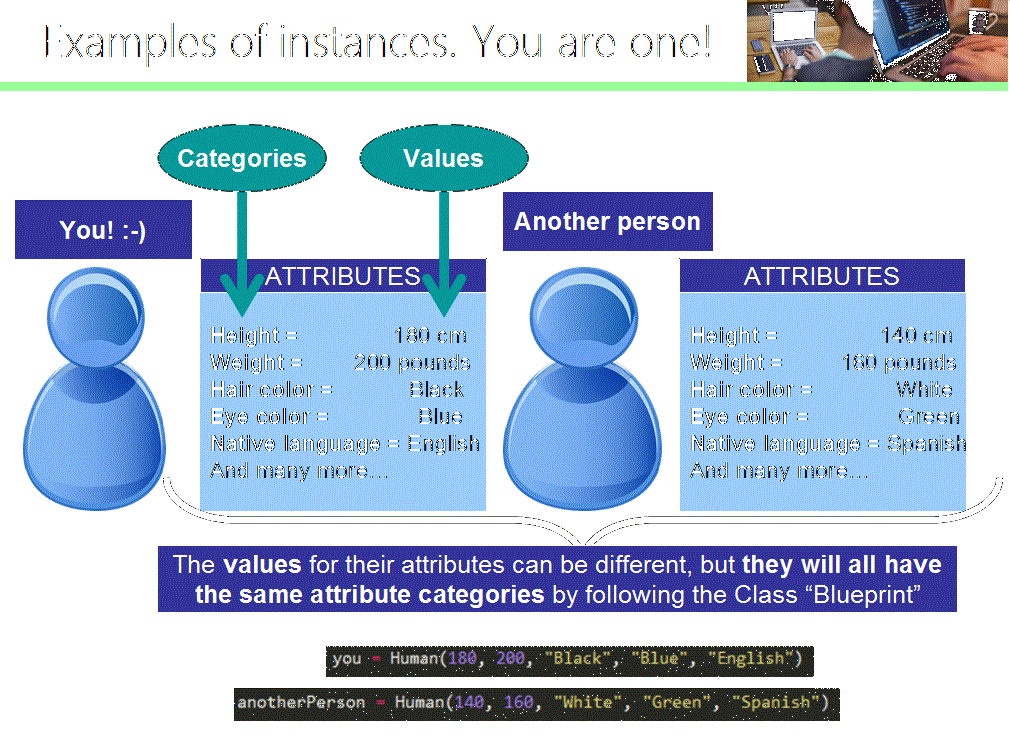 Examples of instances. You are one!
Categories
Values
You! :-)
ATTRIBUTES
Height = 180 cm
Weight = 200 pounds
Hair color = Black
Eye color = Blue
Native language = English
And many more...
Another person
ATTRIBUTES
Height = 140 cm
Weight = 160 pounds
Hair color = White
Eye color = Green
Native language = Spanish
And many more...
The values for their attributes can be different, but they will all have
the same attribute categories by following the Class “Blueprint”
you = Human(180, 200, "Black", "Blue", "English")
anotherPerson = Human(140, 160, "White", "Green", "Spanish")